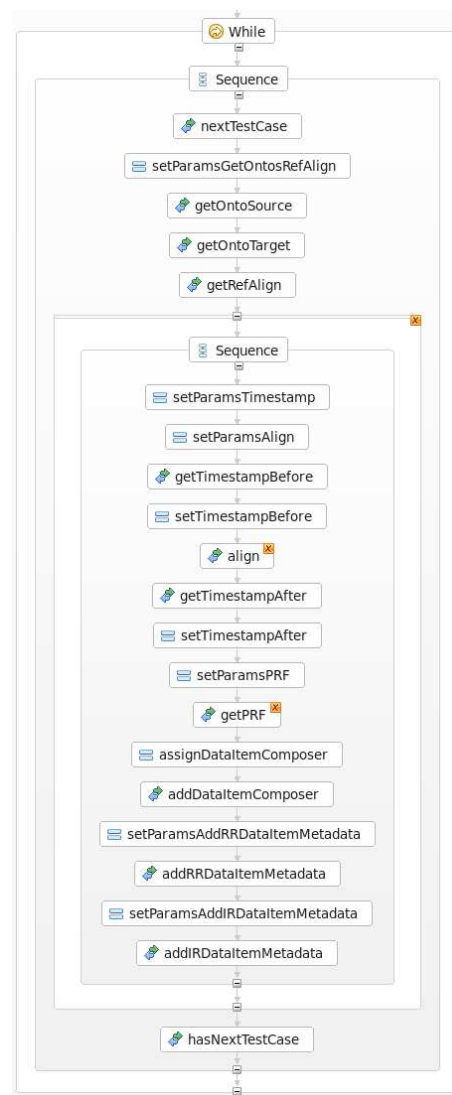 While
Sequence
nextTestCase
setParamsGetOntosRefAlign
getOntoSource
getOntoTarget
getRefAlign
Sequence
setParamsTimestamp
setParamsAlign
getTimestampBefore
setTimestampBefore
align
getTimestampAfter
setTimestampAfter
setParamsPRF
getPRF
assignDataItemComposer
addDataItemComposer
setParamsAddRRDataItemMetadata
addRRDataItemMetadata
setParamsAddIRDataItemMetadata
addIRDataItemMetadata
hasNextTestCase